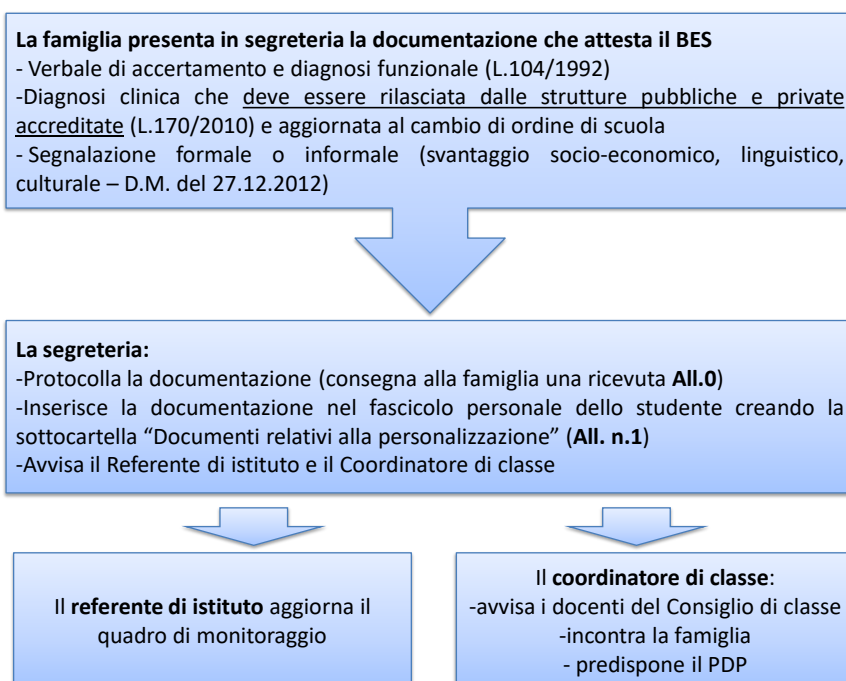 La famiglia presenta in segreteria la documentazione che attesta il BES
- Verbale di accertamento e diagnosi funzionale (L.104/1992)
-Diagnosi clinica che deve essere rilasciata dalle strutture pubbliche e private
accreditate (L.170/2010) e aggiornata al cambio di ordine di scuola
- Segnalazione formale o informale (svantaggio socio-economico, linguistico,
culturale – D.M. del 27.12.2012)
La segreteria:
-Protocolla la documentazione (consegna alla famiglia una ricevuta All.0)
-Inserisce la documentazione nel fascicolo personale dello studente creando la
sottocartella “Documenti relativi alla personalizzazione” (All. n.1)
-Avvisa il Referente di istituto e il Coordinatore di classe
Il referente di istituto aggiorna il
quadro di monitoraggio
Il coordinatore di classe:
-avvisa i docenti del Consiglio di classe
-incontra la famiglia
- predispone il PDP